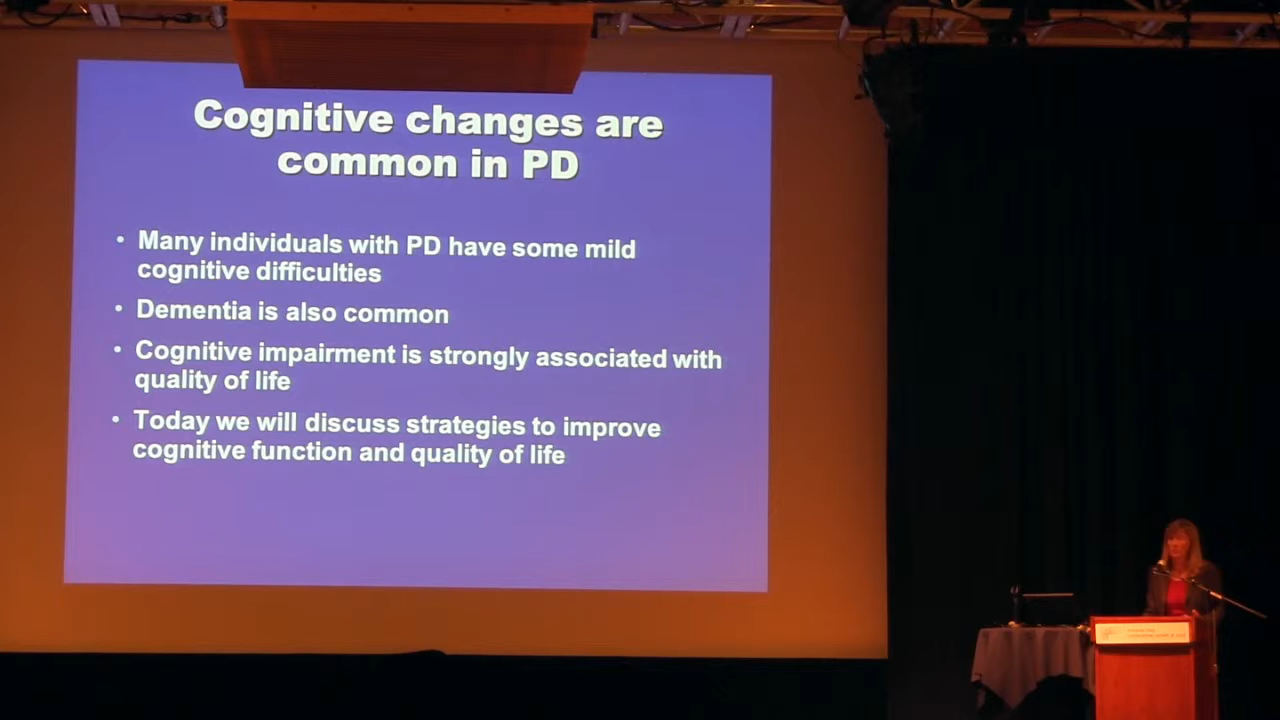 Cognitive changes are
common in PD
• Many individuals with PD have some mild
cognitive difficulties
• Dementia is also common
• Cognitive impairment is strongly associated with
quality of life
• Today we will discuss strategies to improve
cognitive function and quality of life